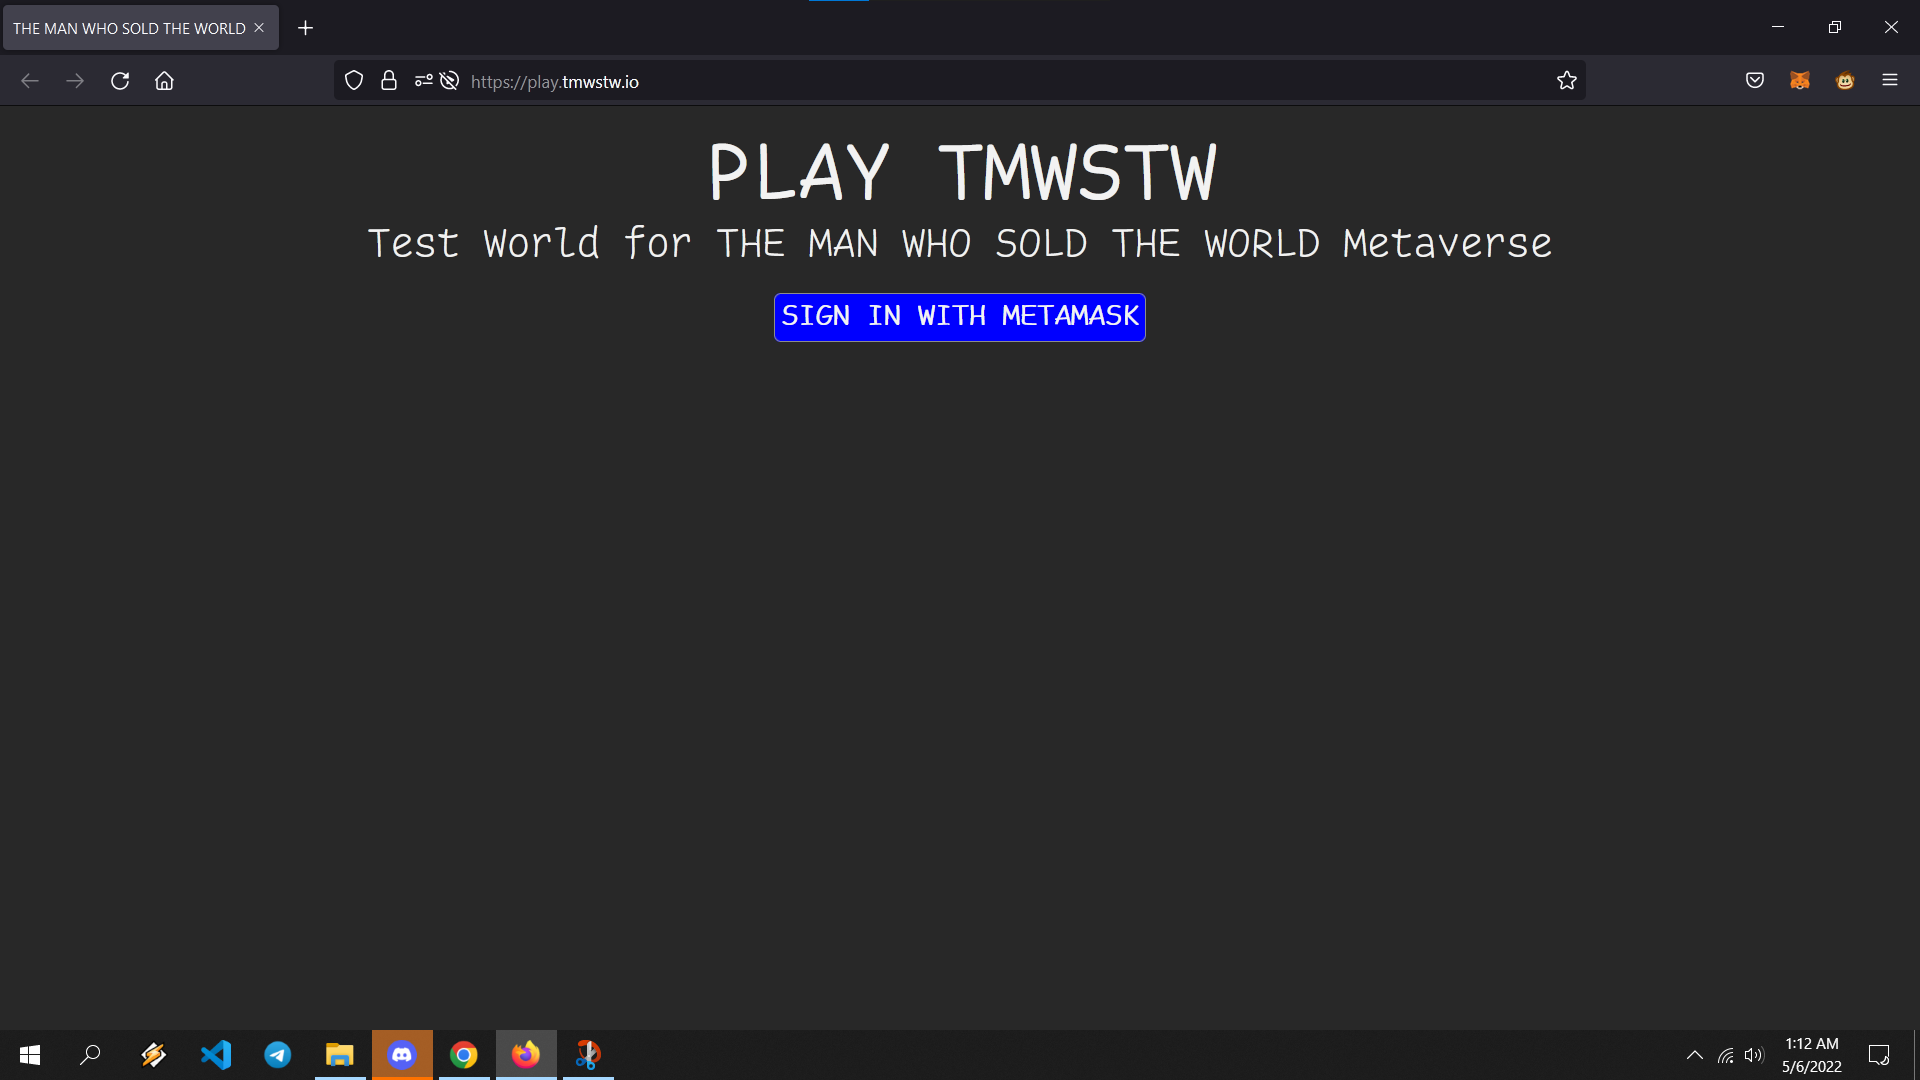 THE MAN WHO SOLD THE WORLD
https://play.tmwstw.io
PLAY TMWSTW
Test World for THE MAN WHO SOLD THE WORLD Metaverse
SIGN IN WITH METAMASK
1:12 AM
5/6/2022